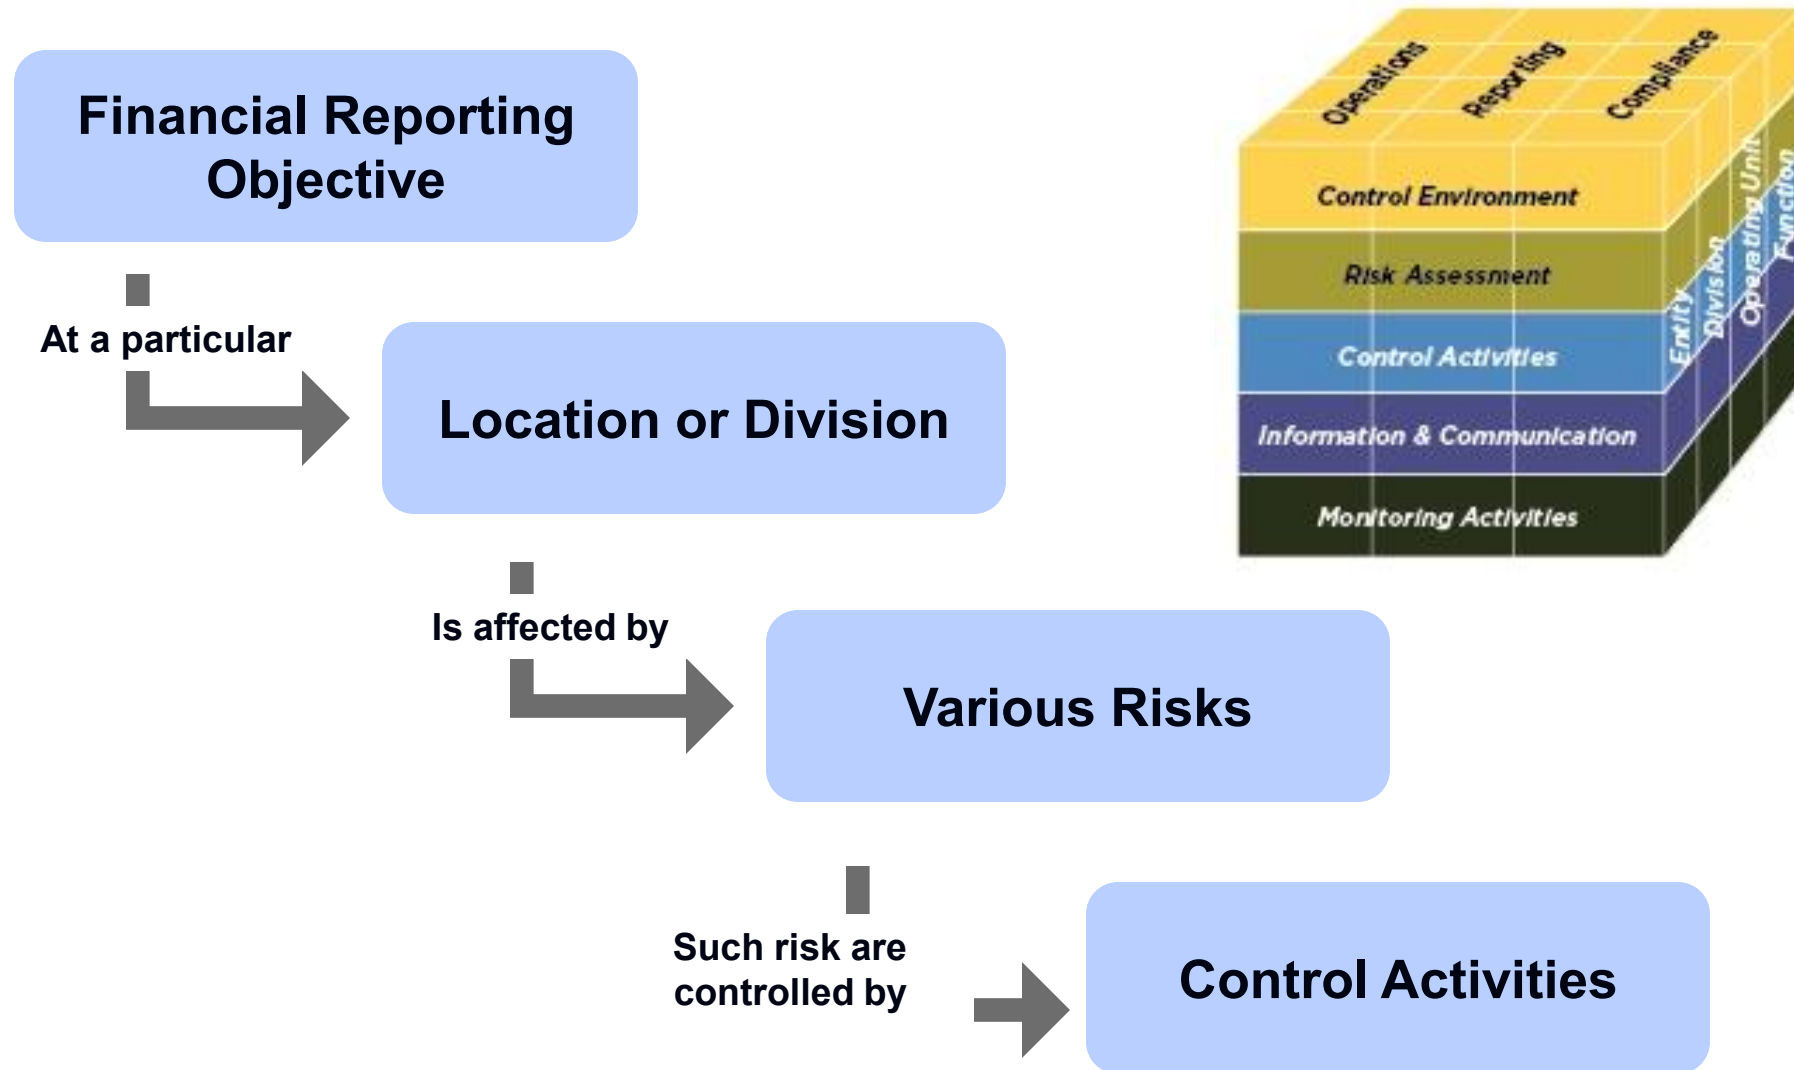 Financial Reporting
Objective
At a particular
Location or Division
Is affected by
Various Risks
Such risk are
controlled by
Control Activities
Operations
Reporting
Compliance
Control Environment
Risk Assessment
Control Activities
Information & Communication
Monitoring Activities
Entity
Division
Operating Unit
Function